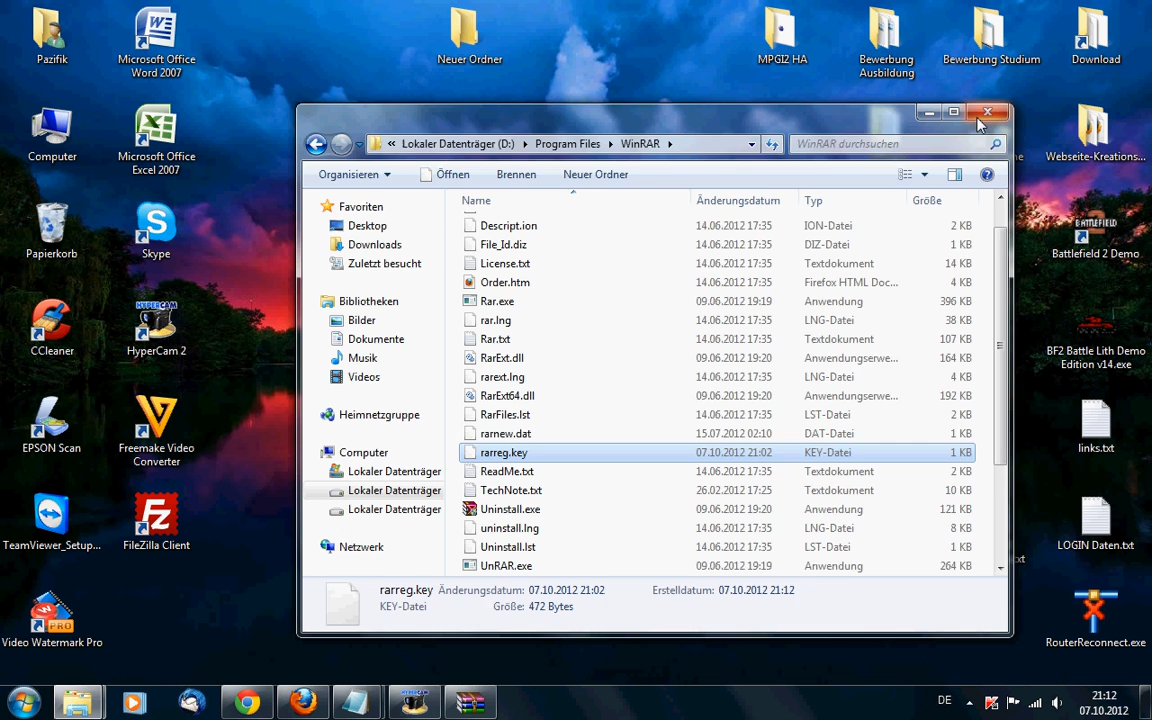 Pazifik
Microsoft Office
Word 2007
Neuer Ordner
MPGI2 HA
Bewerbung
Ausbildung
Bewerbung Studium
Download
Computer
Microsoft Office
Excel 2007
Webseite-Kreations...
Papierkorb
Skype
BATTLEFIELD
Battlefield 2 Demo
CCleaner
HYPERCAM
HyperCam 2
BF2 Battle Lith Demo
Edition v14.exe
EPSON Scan
Freemake Video
Converter
links.txt
TeamViewer_Setup...
FileZilla Client
LOGIN Daten.txt
PRO
Video Watermark Pro
RouterReconnect.exe
« Lokaler Datenträger (D:) Program Files WinRAR
WinRAR durchsuchen
Organisieren Öffnen Brennen Neuer Ordner
Favoriten
Desktop
Downloads
Zuletzt besucht
Bibliotheken
Bilder
Dokumente
Musik
Videos
Heimnetzgruppe
Computer
Lokaler Datenträger
Lokaler Datenträger
Lokaler Datenträger
Netzwerk
Name Änderungsdatum Typ Größe
Descript.ion 14.06.2012 17:35 ION-Datei 2 KB
File_Id.diz 14.06.2012 17:35 DIZ-Datei 1 KB
License.txt 14.06.2012 17:35 Textdokument 14 KB
Order.htm 14.06.2012 17:35 Firefox HTML Doc... 4 KB
Rar.exe 09.06.2012 19:19 Anwendung 396 KB
rar.lng 14.06.2012 17:35 LNG-Datei 38 KB
Rar.txt 14.06.2012 17:35 Textdokument 107 KB
RarExt.dll 09.06.2012 19:20 Anwendungserwe... 164 KB
rarext.lng 14.06.2012 17:35 LNG-Datei 4 KB
RarExt64.dll 09.06.2012 19:20 Anwendungserwe... 192 KB
RarFiles.lst 14.06.2012 17:35 LST-Datei 2 KB
rarnew.dat 15.07.2012 02:10 DAT-Datei 1 KB
rarreg.key 07.10.2012 21:02 KEY-Datei 1 KB
ReadMe.txt 14.06.2012 17:35 Textdokument 2 KB
TechNote.txt 26.02.2012 17:25 Textdokument 10 KB
Uninstall.exe 09.06.2012 19:20 Anwendung 121 KB
uninstall.lng 14.06.2012 17:35 LNG-Datei 8 KB
Uninstall.lst 14.06.2012 17:35 LST-Datei 1 KB
UnRAR.exe 09.06.2012 19:19 Anwendung 264 KB
rarreg.key Änderungsdatum: 07.10.2012 21:02 Erstelldatum: 07.10.2012 21:12
KEY-Datei Größe: 472 Bytes
DE
21:12
07.10.2012